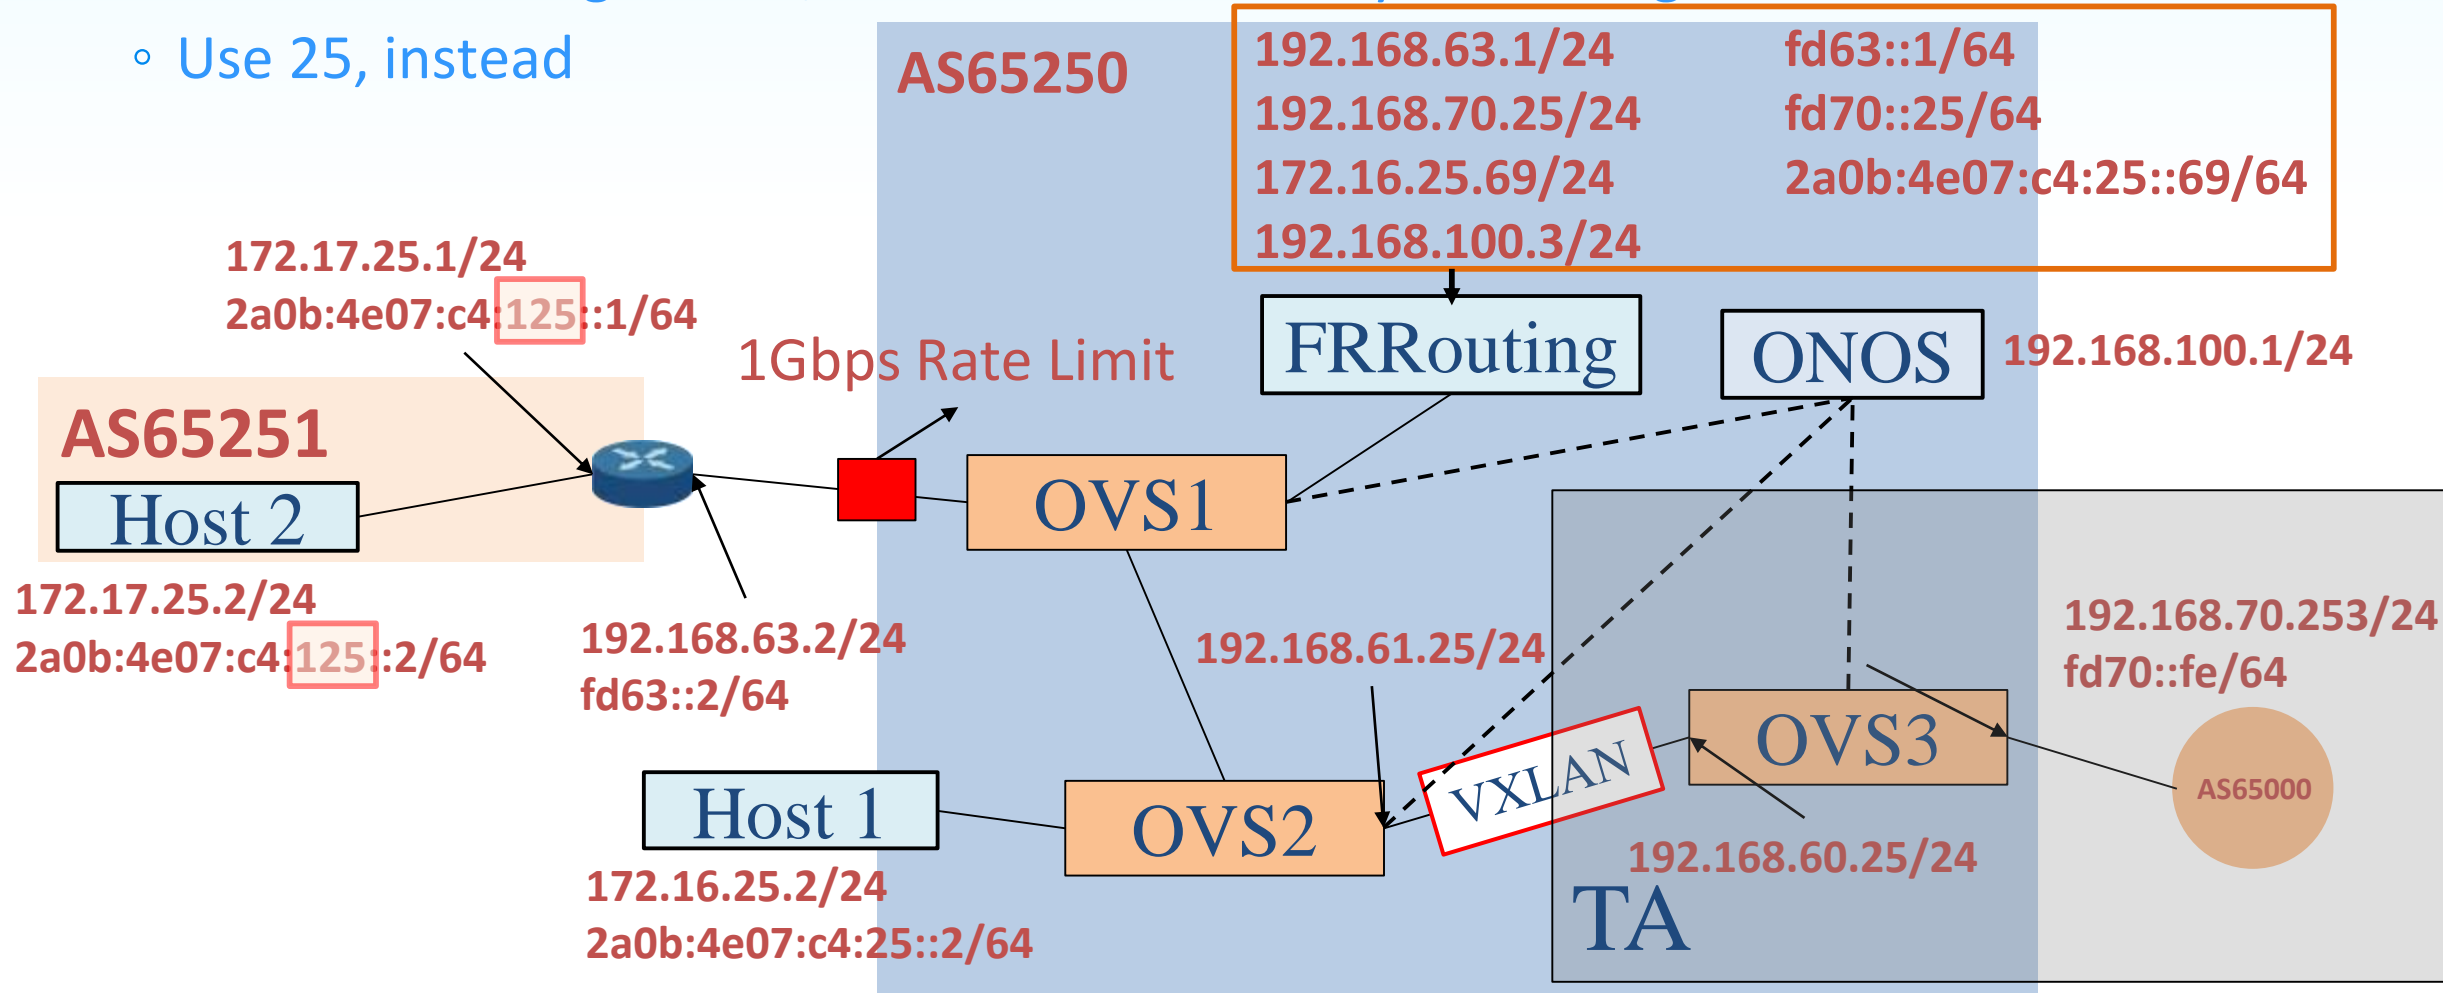 ◦ Use 25, instead
AS65250
192.168.63.1/24 fd63::1/64
192.168.70.25/24 fd70::25/64
172.16.25.69/24 2a0b:4e07:c4:25::69/64
192.168.100.3/24
172.17.25.1/24
2a0b:4e07:c4:125::1/64
1Gbps Rate Limit
FRRouting
ONOS
192.168.100.1/24
AS65251
Host 2
OVS1
172.17.25.2/24
2a0b:4e07:c4:125::2/64
192.168.63.2/24
fd63::2/64
192.168.61.25/24
192.168.70.253/24
fd70::fe/64
VXLAN
OVS3
AS65000
Host 1
OVS2
192.168.60.25/24
172.16.25.2/24
2a0b:4e07:c4:25::2/64
TA